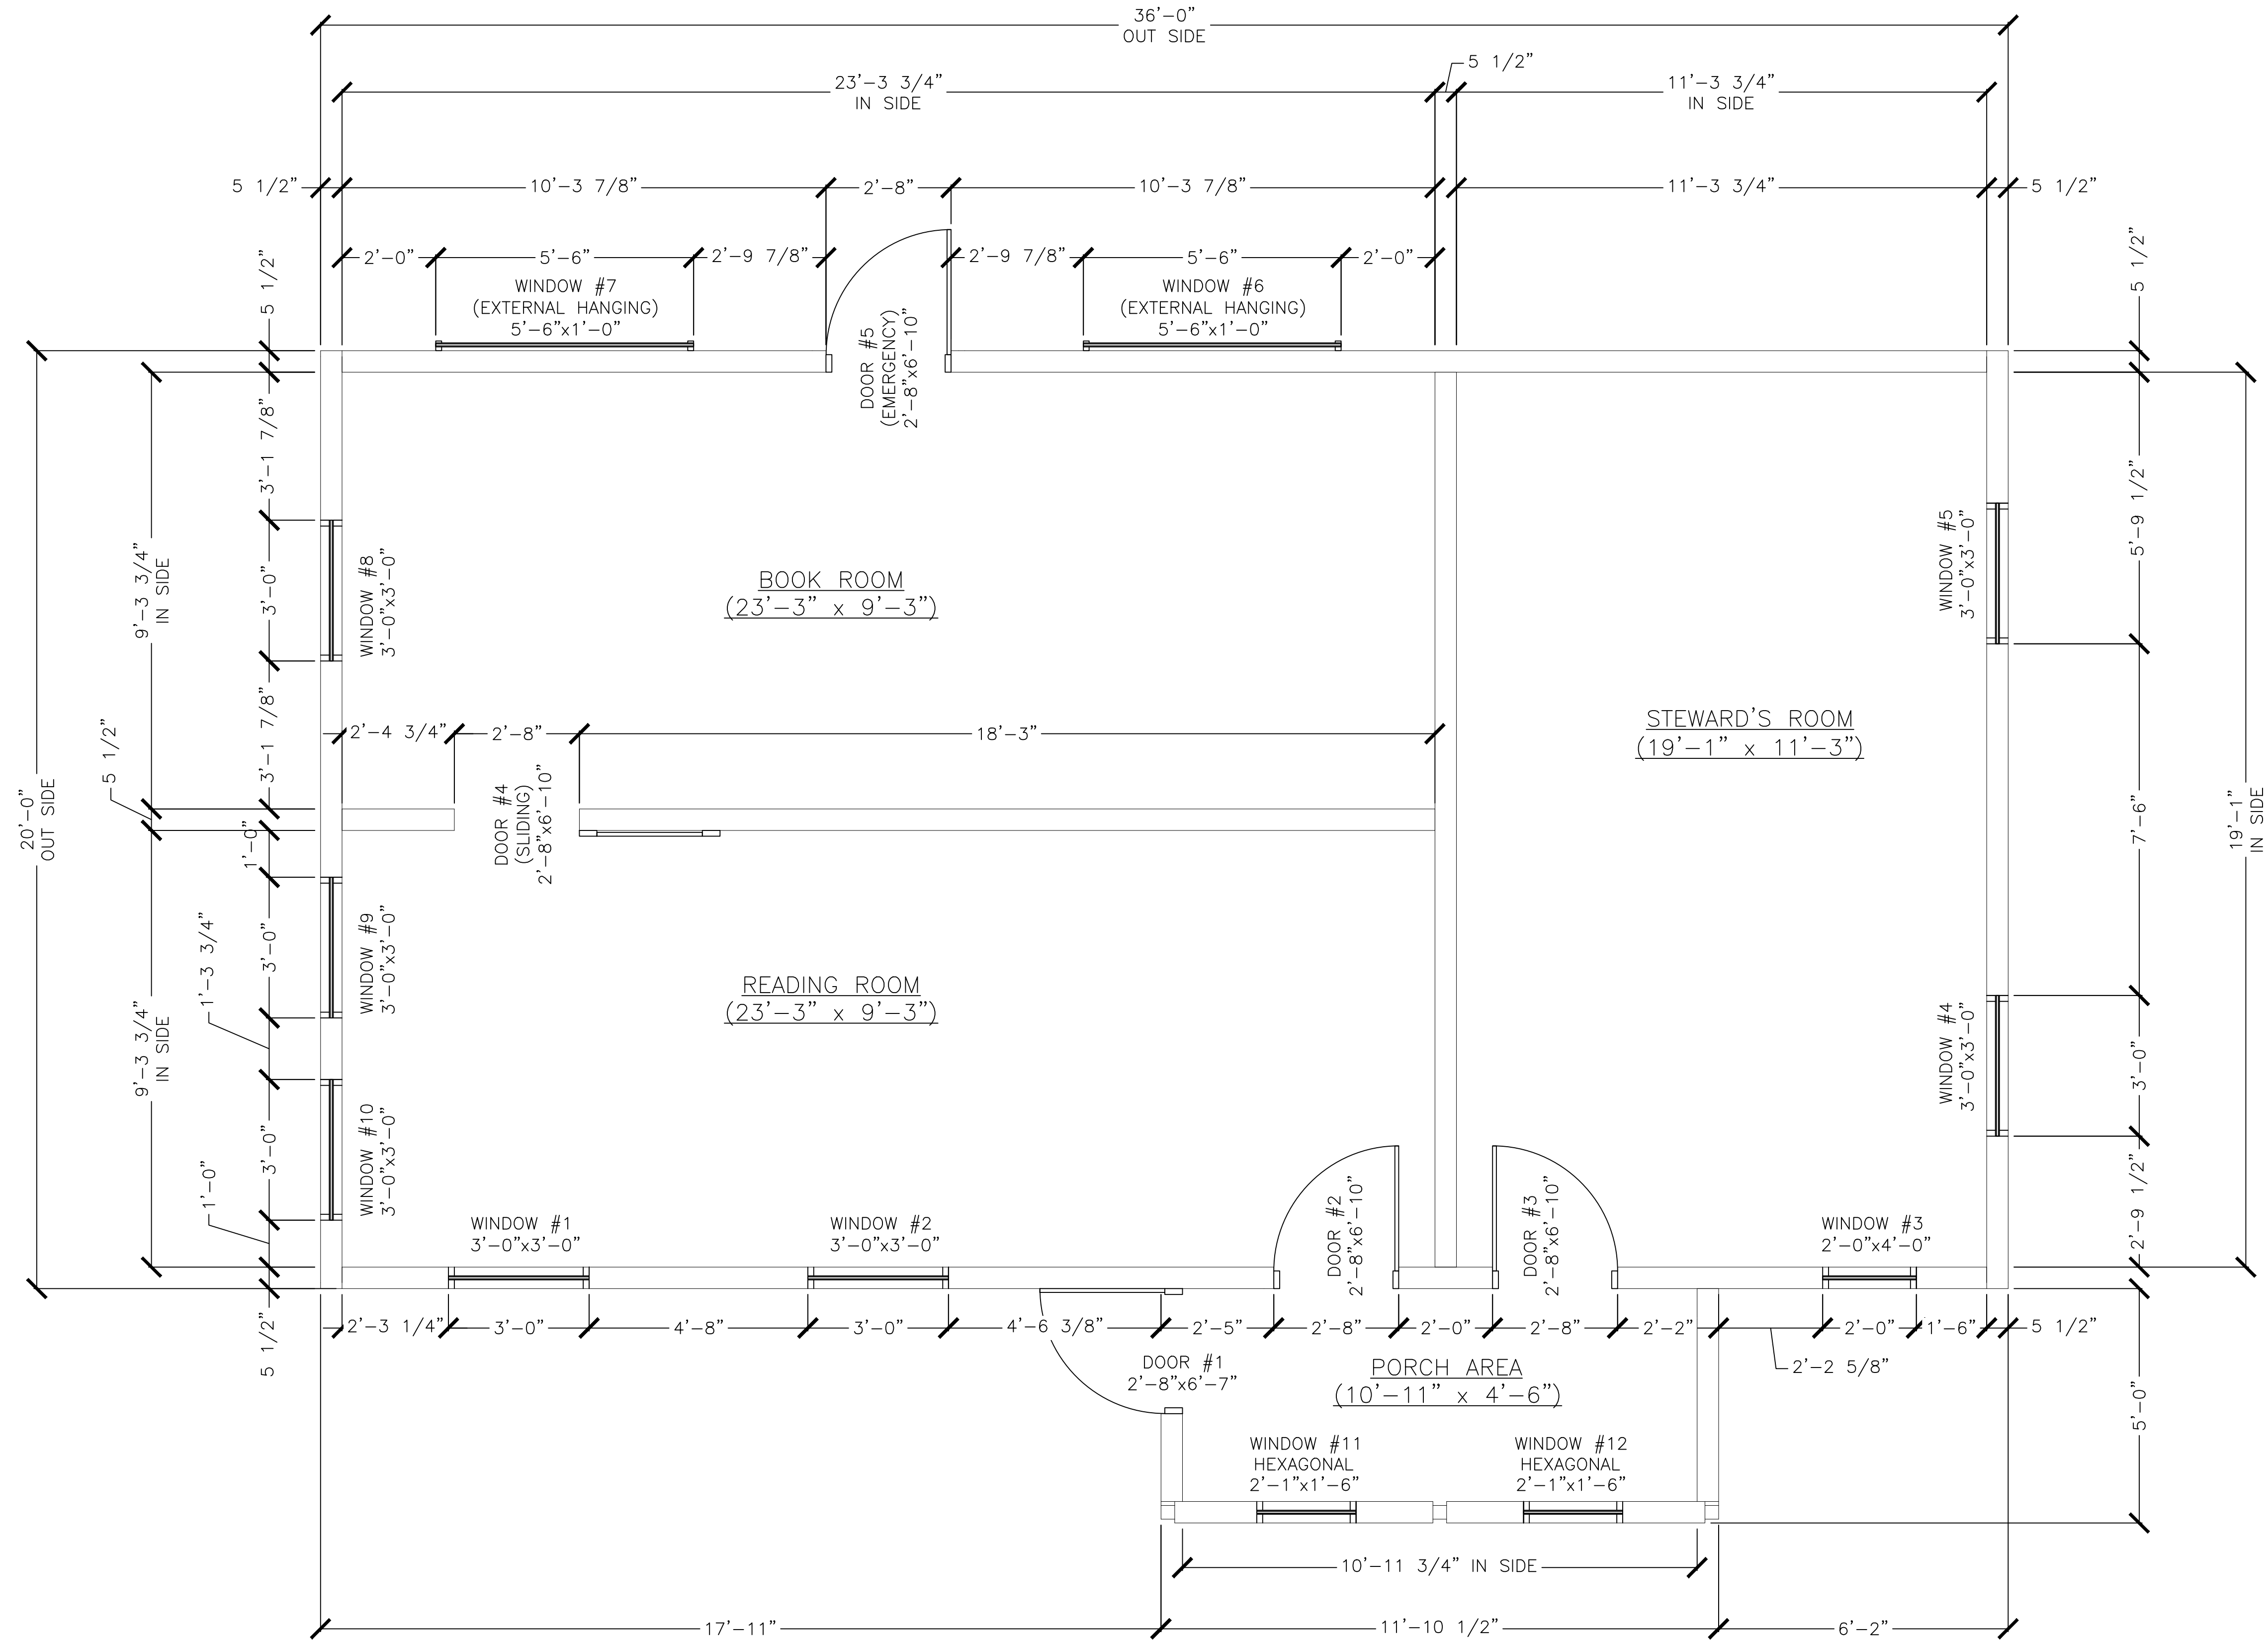 36'-0"
OUT SIDE
23'-3 3/4"
IN SIDE
5 1/2"
11'-3 3/4"
IN SIDE
5 1/2"
10'-3 7/8"
2'-8"
10'-3 7/8"
11'-3 3/4"
5 1/2"
2'-0"
5'-6"
2'-9 7/8"
2'-9 7/8"
5'-6"
2'-0"
WINDOW #7
(EXTERNAL HANGING)
5'-6"x1'-0"
WINDOW #6
(EXTERNAL HANGING)
5'-6"x1'-0"
DOOR #5
(EMERGENCY)
2'-8"x6'-10"
5 1/2"
3'-1 7/8"
3'-0"
3'-1 7/8"
9'-3 3/4"
IN SIDE
5 1/2"
20'-0"
OUT SIDE
WINDOW #8
3'-0"x3'-0"
BOOK ROOM
(23'-3" x 9'-3")
2'-4 3/4"
2'-8"
18'-3"
DOOR #4
(SLIDING)
2'-8"x6'-10"
5 1/2"
5'-9 1/2"
WINDOW #5
3'-0"x3'-0"
STEWARD'S ROOM
(19'-1" x 11'-3")
7'-6"
19'-1"
IN SIDE
WINDOW #4
3'-0"x3'-0"
3'-0"
2'-9 1/2"
1'-0"
3'-0"
1'-3 3/4"
9'-3 3/4"
IN SIDE
3'-0"
1'-0"
5 1/2"
WINDOW #9
3'-0"x3'-0"
WINDOW #10
3'-0"x3'-0"
READING ROOM
(23'-3" x 9'-3")
WINDOW #1
3'-0"x3'-0"
WINDOW #2
3'-0"x3'-0"
DOOR #2
2'-8"x6'-10"
DOOR #3
2'-8"x6'-10"
WINDOW #3
2'-0"x4'-0"
2'-3 1/4"
3'-0"
4'-8"
3'-0"
4'-6 3/8"
2'-5"
2'-8"
2'-0"
2'-8"
2'-2"
2'-0"
1'-6"
5 1/2"
2'-2 5/8"
DOOR #1
2'-8"x6'-7"
PORCH AREA
(10'-11" x 4'-6")
5'-0"
WINDOW #11
HEXAGONAL
2'-1"x1'-6"
WINDOW #12
HEXAGONAL
2'-1"x1'-6"
10'-11 3/4" IN SIDE
17'-11"
11'-10 1/2"
6'-2"